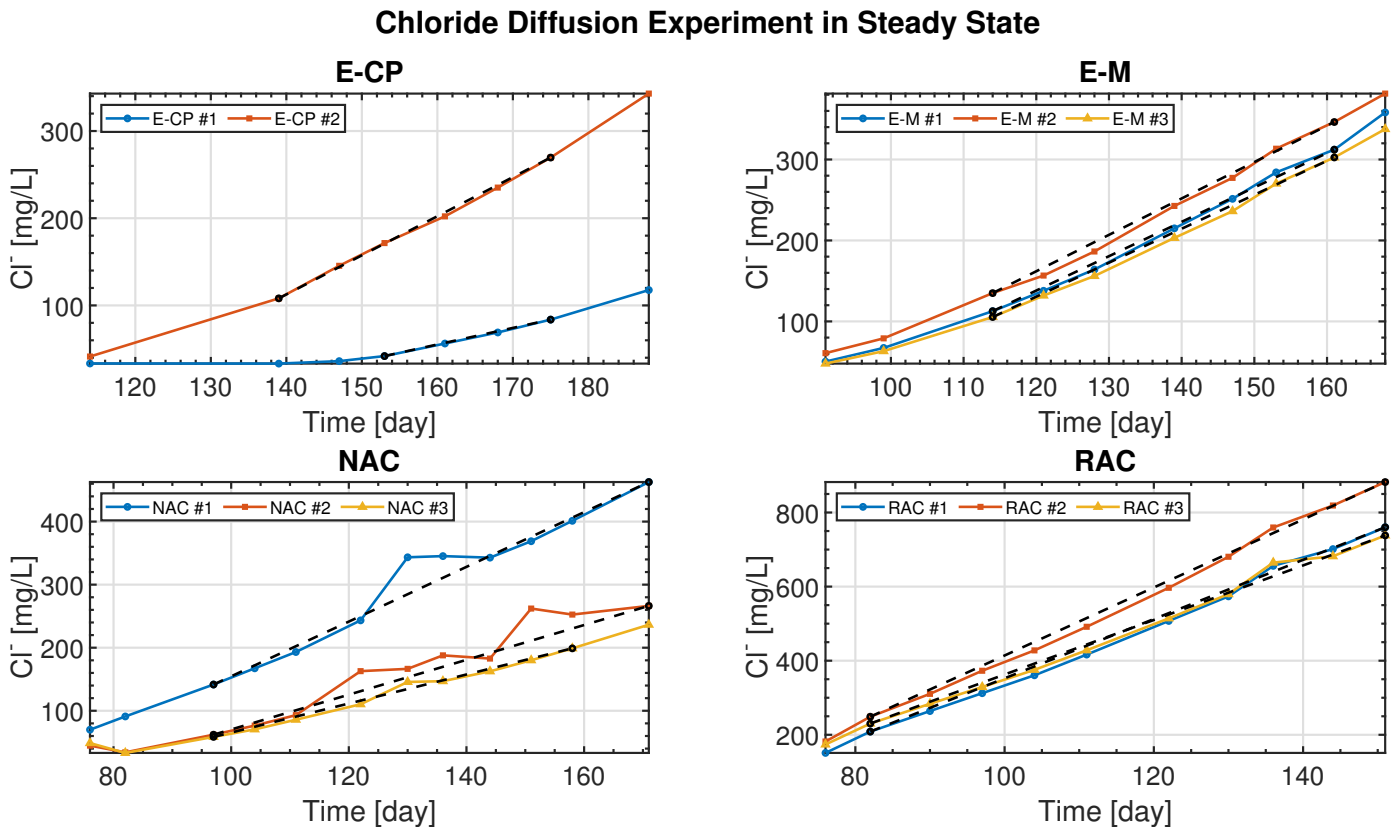 Chloride Diffusion Experiment in Steady State
E-CP
E-CP #1 E-CP #2
300
200
100
Cl⁻ [mg/L]
120 130 140 150 160 170 180
Time [day]
E-M
E-M #1 E-M #2 E-M #3
300
200
100
Cl⁻ [mg/L]
100 110 120 130 140 150 160
Time [day]
NAC
NAC #1 NAC #2 NAC #3
400
300
200
100
Cl⁻ [mg/L]
80 100 120 140 160
Time [day]
RAC
RAC #1 RAC #2 RAC #3
800
600
400
200
Cl⁻ [mg/L]
80 100 120 140
Time [day]